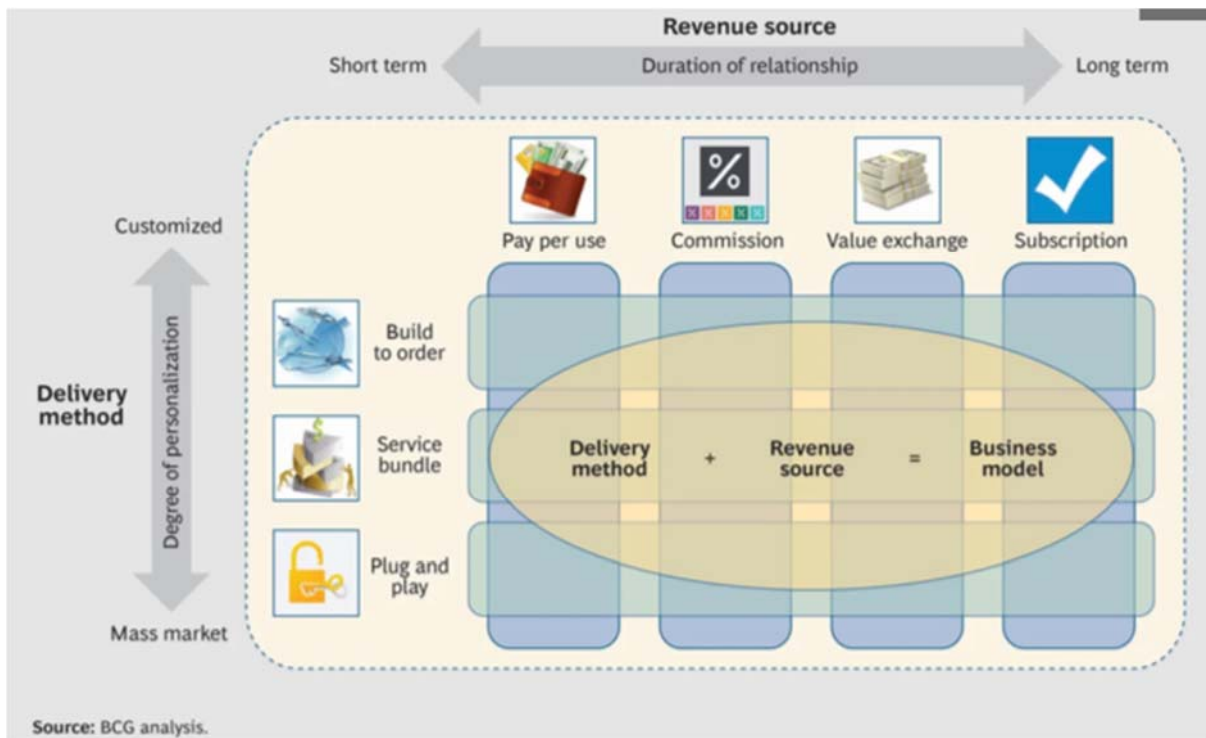 Revenue source
Short term
Duration of relationship
Long term
%
Pay per use
Commission
Value exchange
Subscription
Customized
Degree of personalization
Mass market
Delivery
method
Build
to order
Service
bundle
Plug and
play
Delivery
method
+
Revenue
source
=
Business
model
$
X X X X X
Source: BCG analysis.